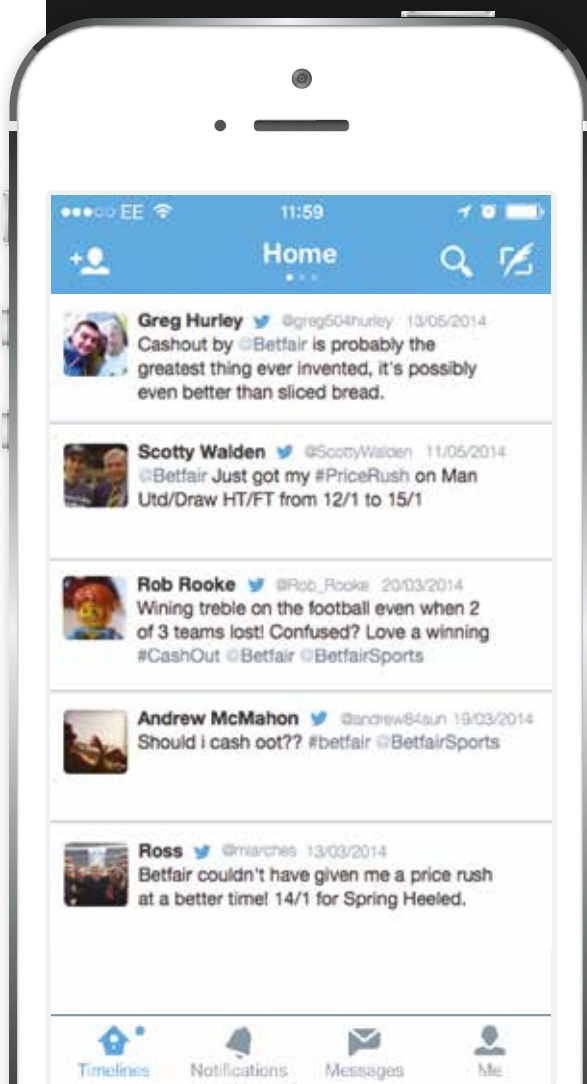 EE 11:59
Home
Greg Hurley @greg504hurley 13/05/2014
Cashout by @Betfair is probably the
greatest thing ever invented, it's possibly
even better than sliced bread.
Scotty Walden @ScottyWalden 11/05/2014
@Betfair Just got my #PriceRush on Man
Utd/Draw HT/FT from 12/1 to 15/1
Rob Rooke @Rob_Rooke 20/03/2014
Wining treble on the football even when 2
of 3 teams lost! Confused? Love a winning
#CashOut @Betfair @BetfairSports
Andrew McMahon @andrew84sun 19/03/2014
Should i cash oot?? #betfair @BetfairSports
Ross @miarches 13/03/2014
Betfair couldn't have given me a price rush
at a better time! 14/1 for Spring Heeled.
Timelines Notifications Messages Me